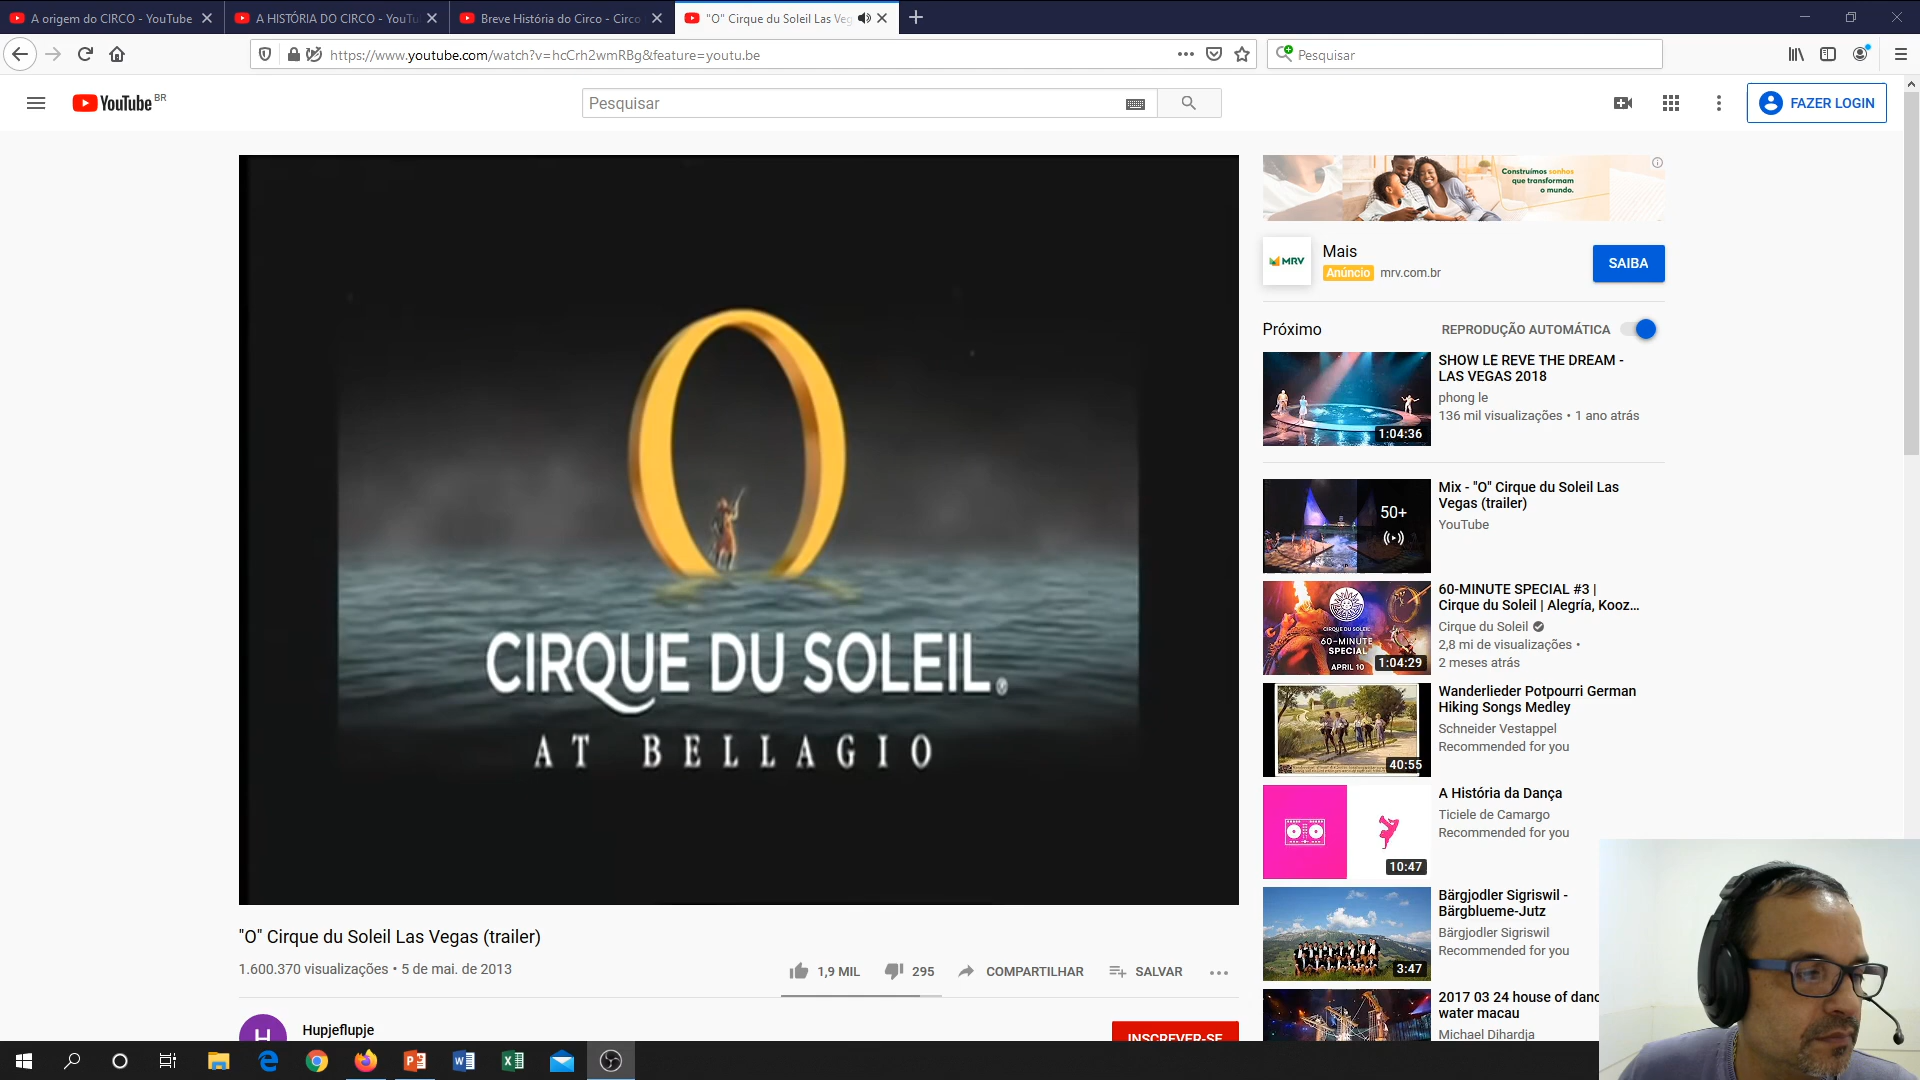 A origem do CIRCO - YouTube
A HISTÓRIA DO CIRCO - YouTu
Breve História do Circo - Circo
"O" Cirque du Soleil Las Veg
https://www.youtube.com/watch?v=hcCrh2wmRBg&feature=youtu.be
Pesquisar
YouTube BR
Pesquisar
FAZER LOGIN
O
CIRQUE DU SOLEIL
AT BELLAGIO
"O" Cirque du Soleil Las Vegas (trailer)
1.600.370 visualizações • 5 de mai. de 2013
1,9 MIL
295
COMPARTILHAR
SALVAR
H
Hupjeflupje
INSCREVER-SE
Construímos sonhos
que transformam
o mundo.
MRV
Mais
Anúncio mrv.com.br
SAIBA
Próximo
REPRODUÇÃO AUTOMÁTICA
1:04:36
SHOW LE REVE THE DREAM -
LAS VEGAS 2018
phong le
136 mil visualizações • 1 ano atrás
50+
Mix - "O" Cirque du Soleil Las
Vegas (trailer)
YouTube
CIRQUE DU SOLEIL
60-MINUTE
SPECIAL
APRIL 10
1:04:29
60-MINUTE SPECIAL #3 |
Cirque du Soleil | Alegría, Kooz...
Cirque du Soleil
2,8 mi de visualizações •
2 meses atrás
40:55
Wanderlieder Potpourri German
Hiking Songs Medley
Schneider Vestappel
Recommended for you
10:47
A História da Dança
Ticiele de Camargo
Recommended for you
3:47
Bärgjodler Sigriswil -
Bärgblueme-Jutz
Bärgjodler Sigriswil
Recommended for you
2017 03 24 house of danc
water macau
Michael Dihardja